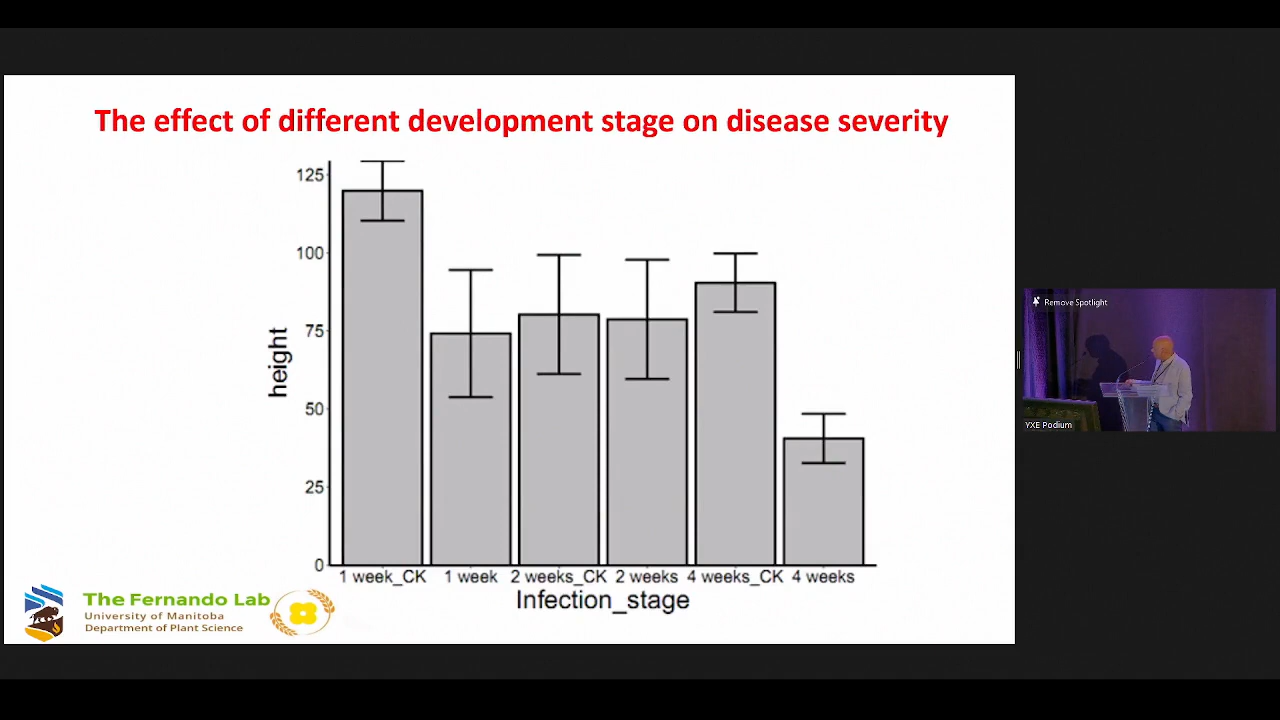 The effect of different development stage on disease severity
125
100
75
50
25
0
height
1 week_CK 1 week 2 weeks_CK 2 weeks 4 weeks_CK 4 weeks
Infection_stage
The Fernando Lab
University of Manitoba
Department of Plant Science
Remove Spotlight
YXE Podium